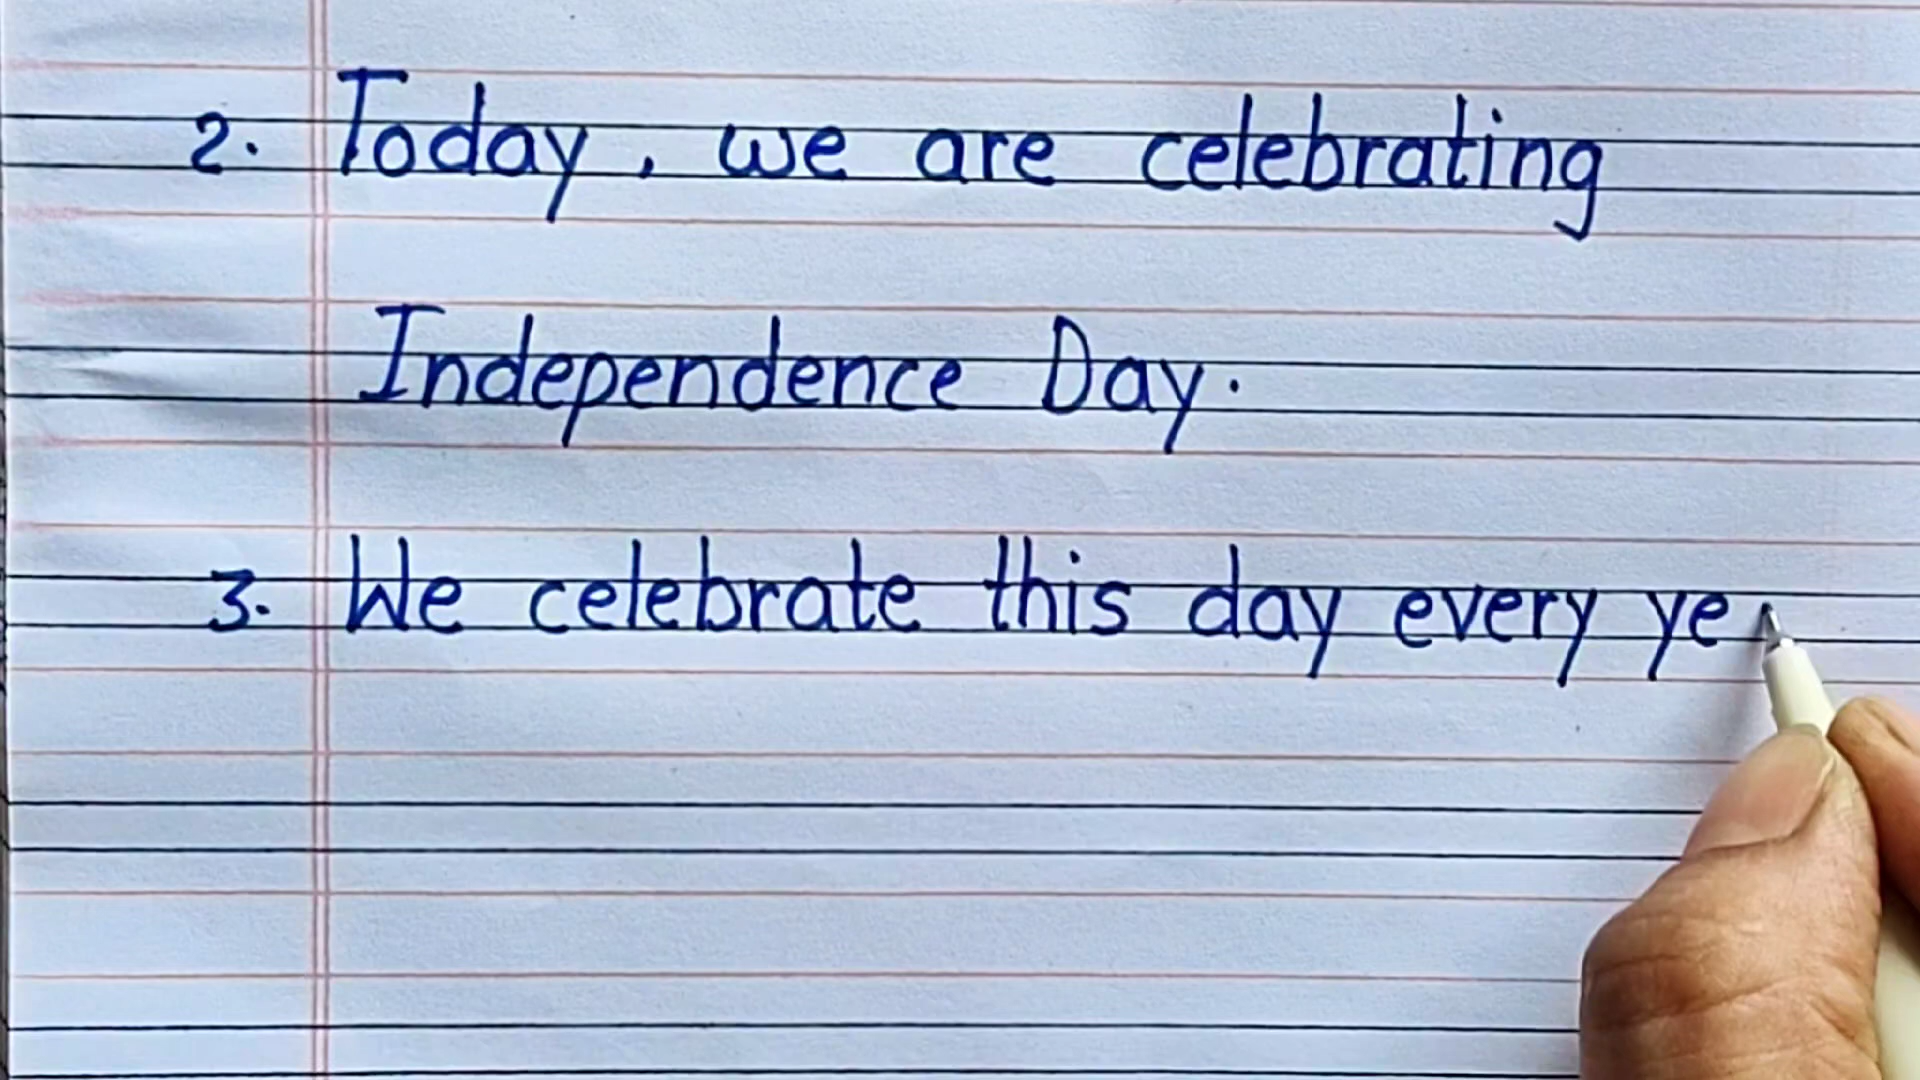 2. Today, we are celebrating
Independence Day.
3. We celebrate this day every ye